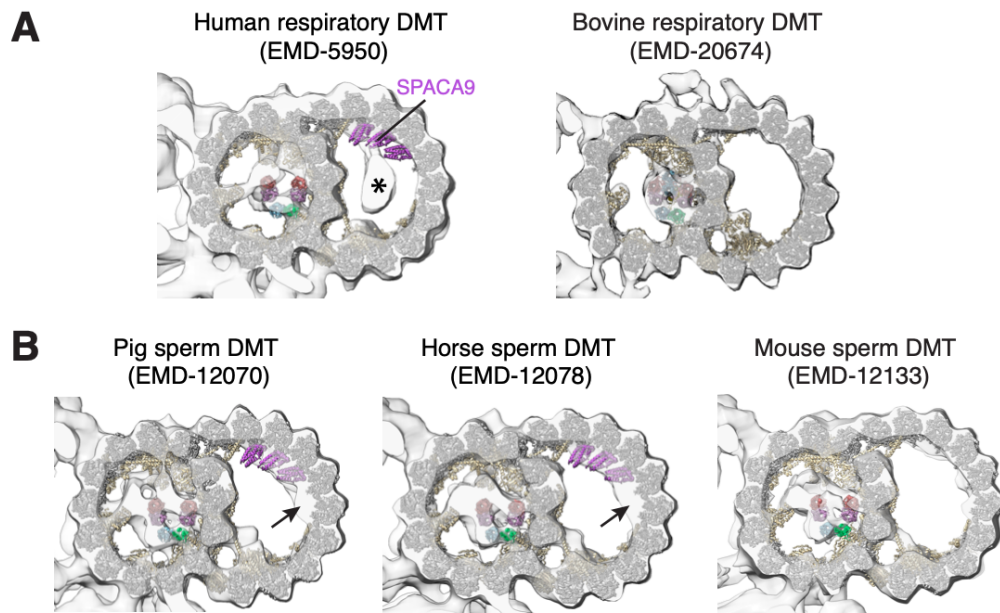 A
Human respiratory DMT
(EMD-5950)
Bovine respiratory DMT
(EMD-20674)
SPACA9
*
B
Pig sperm DMT
(EMD-12070)
Horse sperm DMT
(EMD-12078)
Mouse sperm DMT
(EMD-12133)